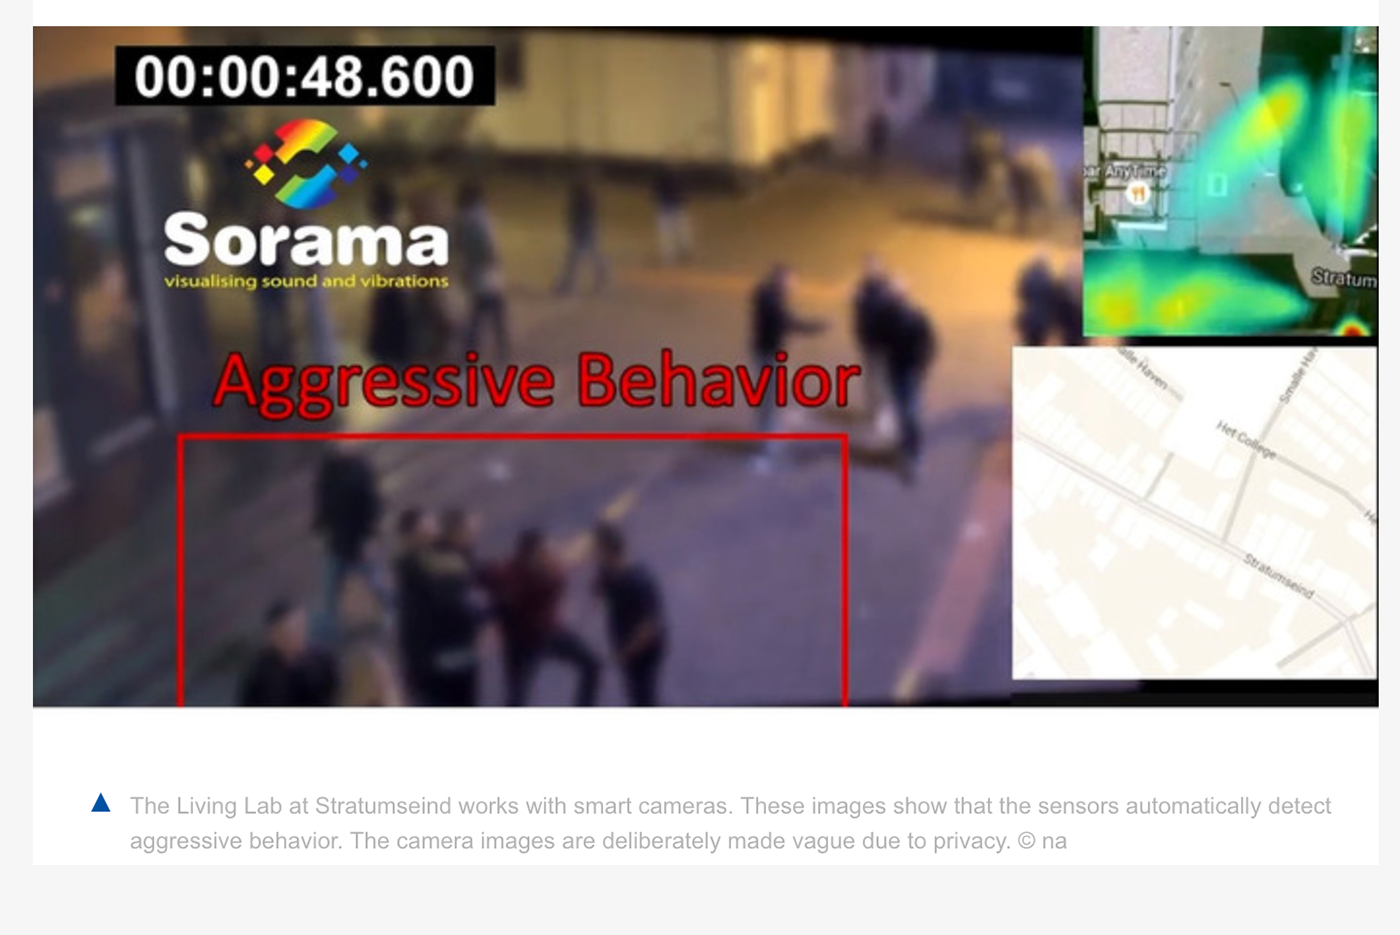 00:00:48.600
Sorama
visualising sound and vibrations
Aggressive Behavior
bar AnyTime
Stratum
alle Haven
Smalle Hav
Het College
Stratumseind
The Living Lab at Stratumseind works with smart cameras. These images show that the sensors automatically detect
aggressive behavior. The camera images are deliberately made vague due to privacy. © na